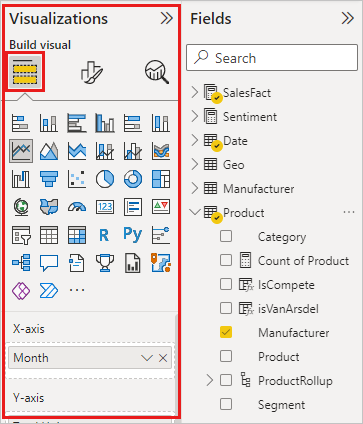 Visualizations
Build visual
123
R
Py
X-axis
Month
Y-axis
Fields
Search
SalesFact
Sentiment
Date
Geo
Manufacturer
Product
Category
Count of Product
IsCompete
isVanArsdel
Manufacturer
Product
ProductRollup
Segment